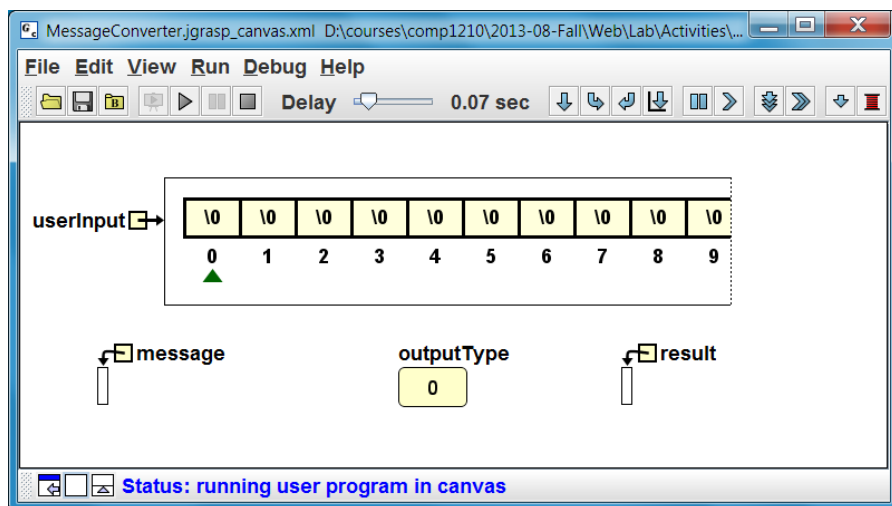 MessageConverter.jgrasp_canvas.xml D:\courses\comp1210\2013-08-Fall\Web\Lab\Activities\...
File Edit View Run Debug Help
B Delay 0.07 sec
userInput \0 \0 \0 \0 \0 \0 \0 \0 \0 \0
0 1 2 3 4 5 6 7 8 9
message outputType result
0
Status: running user program in canvas